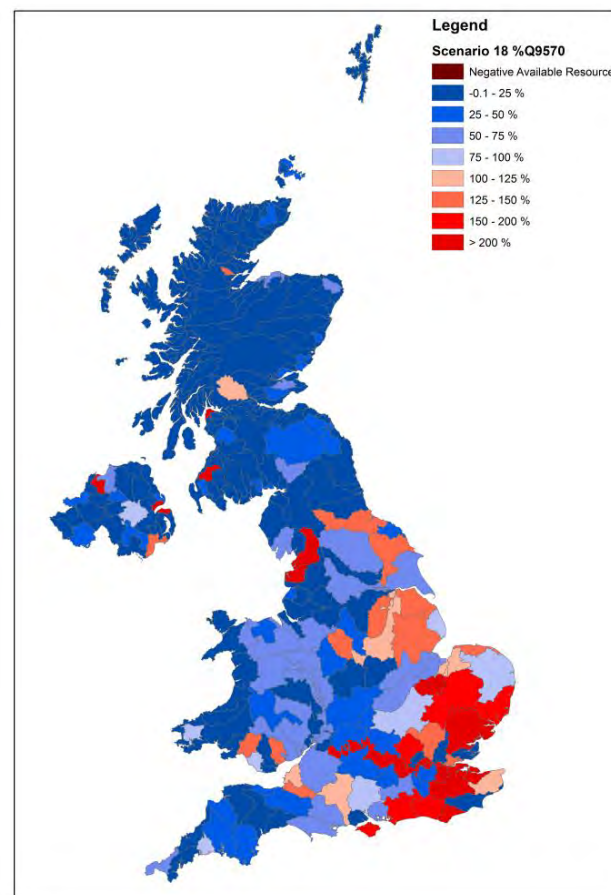 Legend
Scenario 18 %Q9570
Negative Available Resource
-0.1 - 25 %
25 - 50 %
50 - 75 %
75 - 100 %
100 - 125 %
125 - 150 %
150 - 200 %
> 200 %